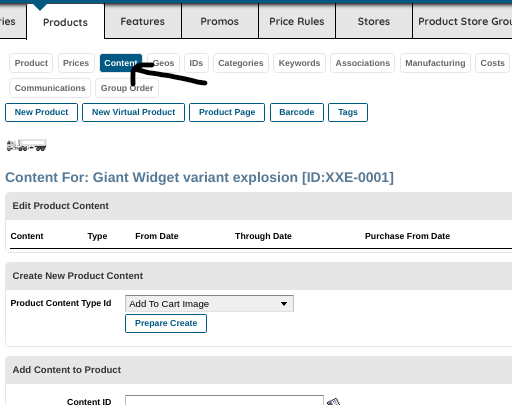 ries Products Features Promos Price Rules Stores Product Store Grou
Product Prices Content Geos IDs Categories Keywords Associations Manufacturing Costs
Communications Group Order
New Product New Virtual Product Product Page Barcode Tags
Content For: Giant Widget variant explosion [ID:XXE-0001]
Edit Product Content
Content Type From Date Through Date Purchase From Date
Create New Product Content
Product Content Type Id Add To Cart Image
Prepare Create
Add Content to Product
Content ID